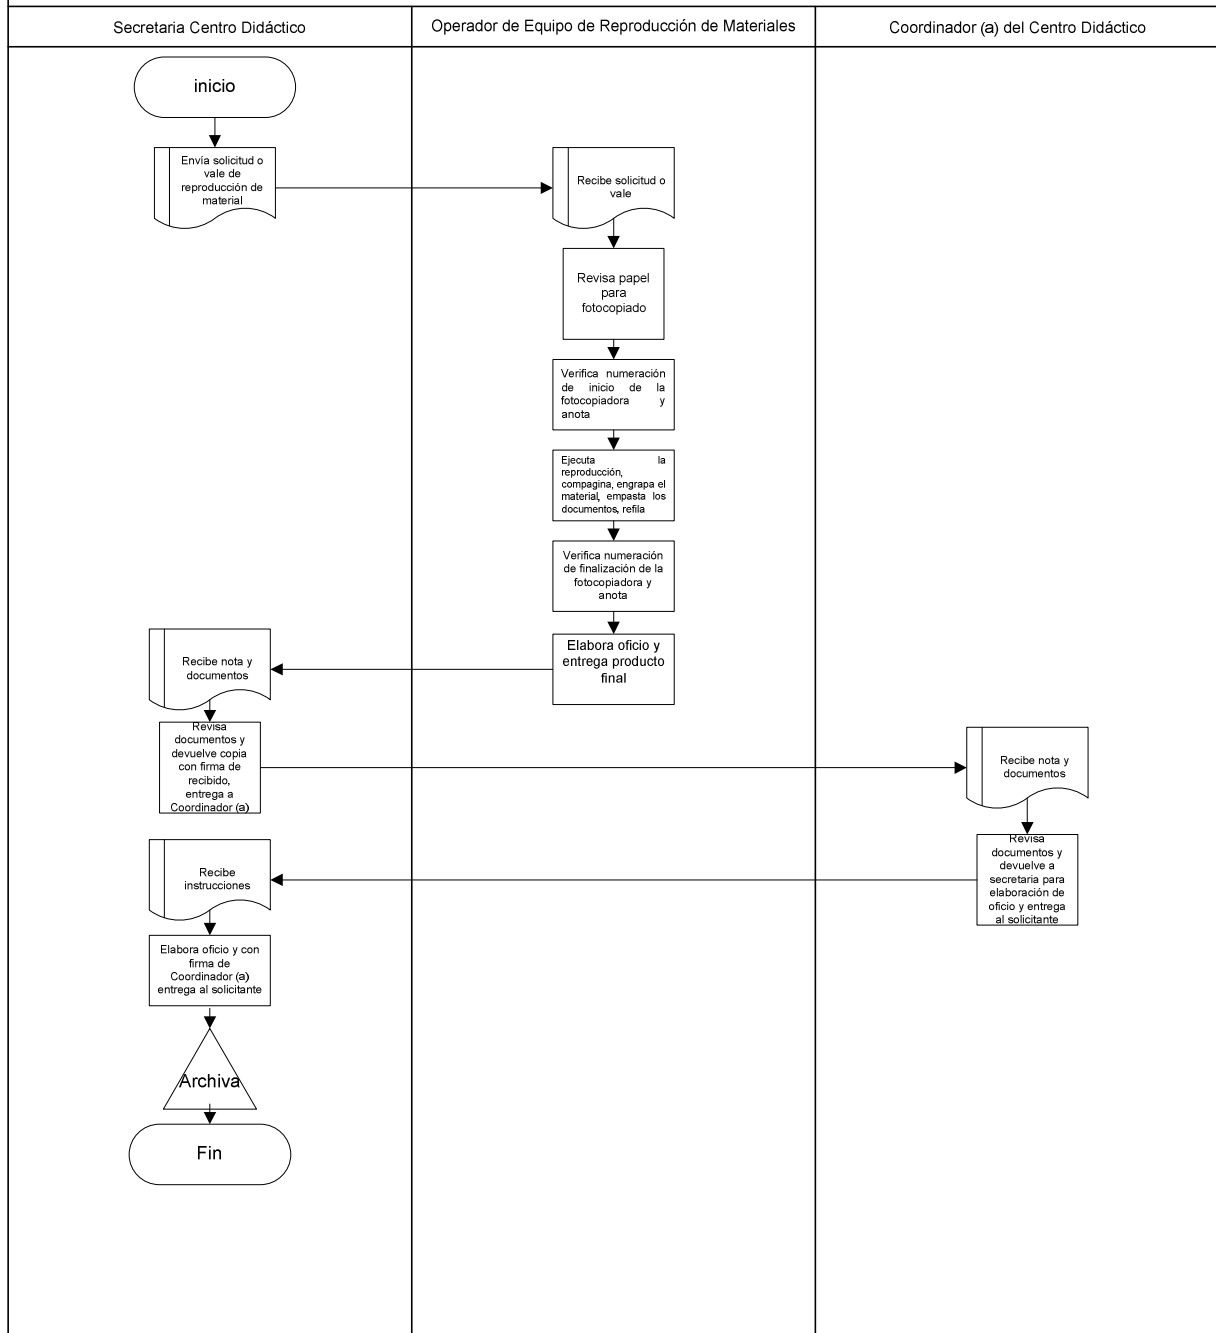 Secretaria Centro Didáctico
Operador de Equipo de Reproducción de Materiales
Coordinador (a) del Centro Didáctico
inicio
Envía solicitud o
vale de
reproducción de
material
Recibe solicitud o
vale
Revisa papel
para
fotocopiado
Verifica numeración
de inicio de la
fotocopiadora y
anota
Ejecuta la
reproducción,
compagina, engrapa el
material, empasta los
documentos, refila
Verifica numeración
de finalización de la
fotocopiadora y
anota
Elabora oficio y
entrega producto
final
Recibe nota y
documentos
Revisa
documentos y
devuelve copia
con firma de
recibido,
entrega a
Coordinador (a)
Recibe nota y
documentos
Revisa
documentos y
devuelve a
secretaria para
elaboración de
oficio y entrega
al solicitante
Recibe
instrucciones
Elabora oficio y con
firma de
Coordinador (a)
entrega al solicitante
Archiva
Fin